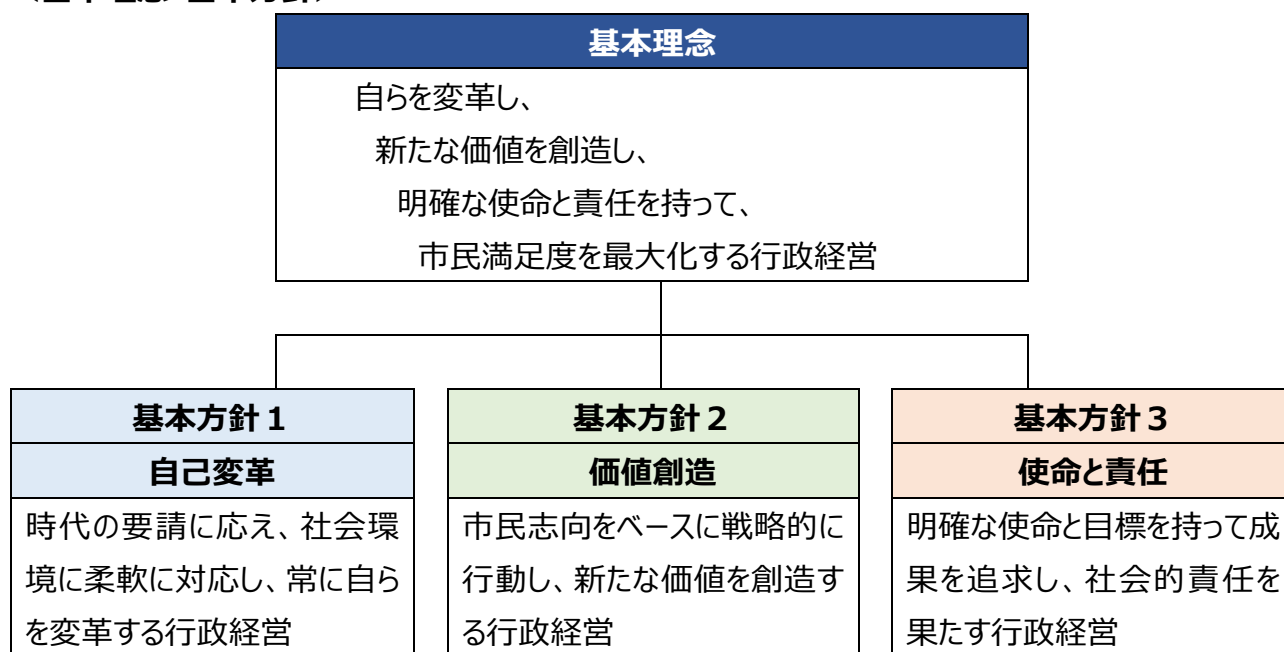 基本理念
自らを変革し、
新たな価値を創造し、
明確な使命と責任を持って、
市民満足度を最大化する行政経営
基本方針1
自己変革
時代の要請に応え、社会環
境に柔軟に対応し、常に自ら
を変革する行政経営
基本方針2
価値創造
市民志向をベースに戦略的に
行動し、新たな価値を創造す
る行政経営
基本方針3
使命と責任
明確な使命と目標を持って成
果を追求し、社会的責任を
果たす行政経営